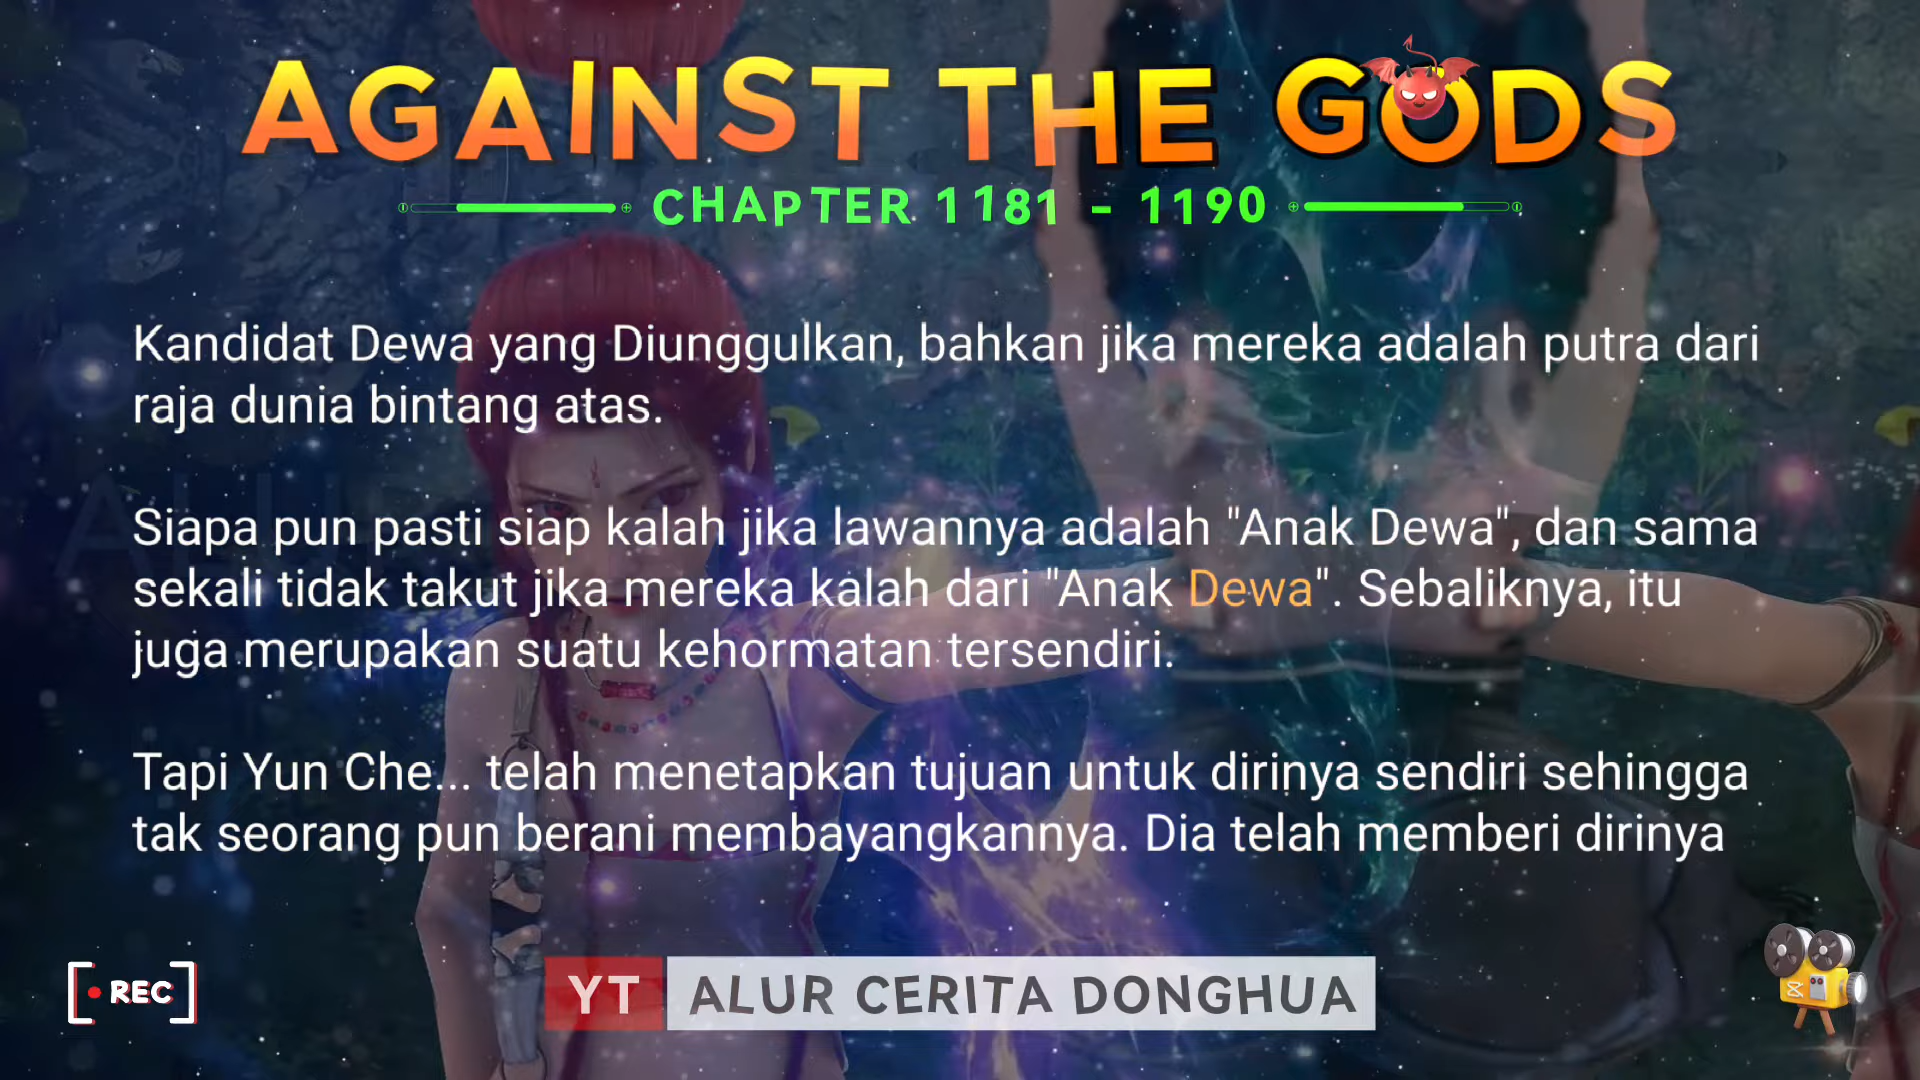 AGAINST THE GODS
CHAPTER 1181 - 1190
Kandidat Dewa yang Diunggulkan, bahkan jika mereka adalah putra dari
raja dunia bintang atas.
Siapa pun pasti siap kalah jika lawannya adalah "Anak Dewa", dan sama
sekali tidak takut jika mereka kalah dari "Anak Dewa". Sebaliknya, itu
juga merupakan suatu kehormatan tersendiri.
Tapi Yun Che... telah menetapkan tujuan untuk dirinya sendiri sehingga
tak seorang pun berani membayangkannya. Dia telah memberi dirinya
REC
YT ALUR CERITA DONGHUA